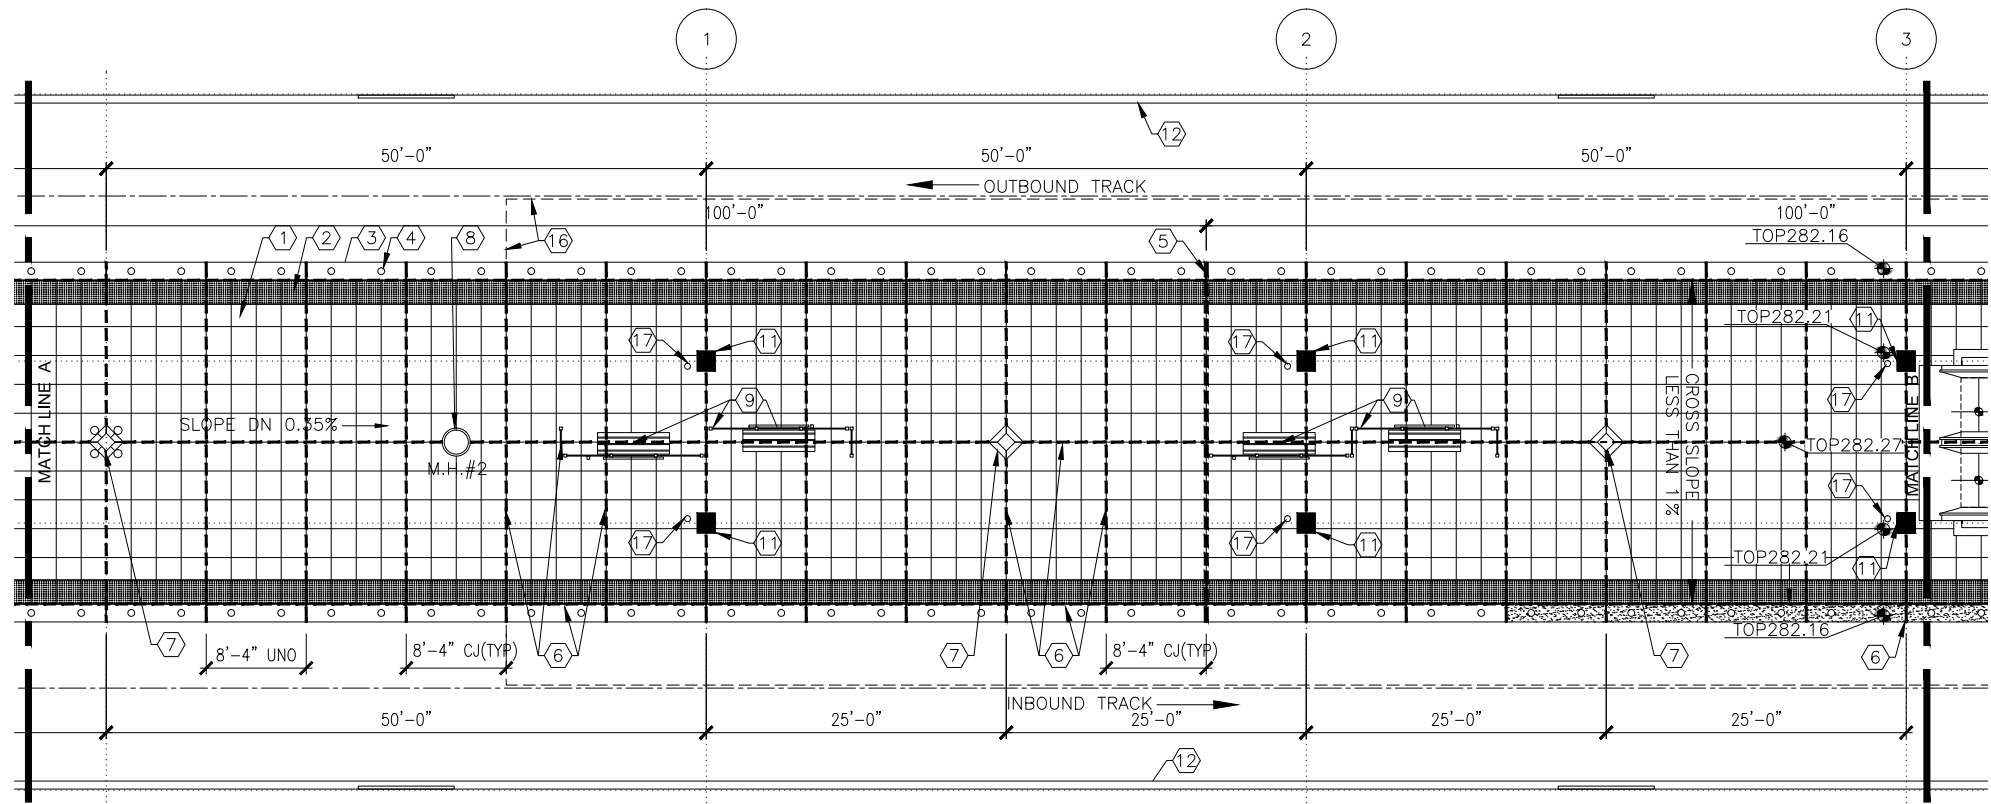 1
2
3
12
50'-0"
50'-0"
50'-0"
OUTBOUND TRACK
100'-0"
100'-0"
1
2
3
4
8
16
5
TOP282.16
TOP282.21
11
17
11
17
11
17
CROSS SLOPE
LESS THAN 1%
MATCH LINE A
MATCH LINE B
9
9
SLOPE DN 0.35%
M.H.#2
TOP282.27
17
17
11
17
11
TOP282.21
11
TOP282.16
7
8'-4" UNO
8'-4" CJ(TYP)
6
7
6
8'-4" CJ(TYP)
7
6
INBOUND TRACK
50'-0"
25'-0"
25'-0"
25'-0"
25'-0"
12